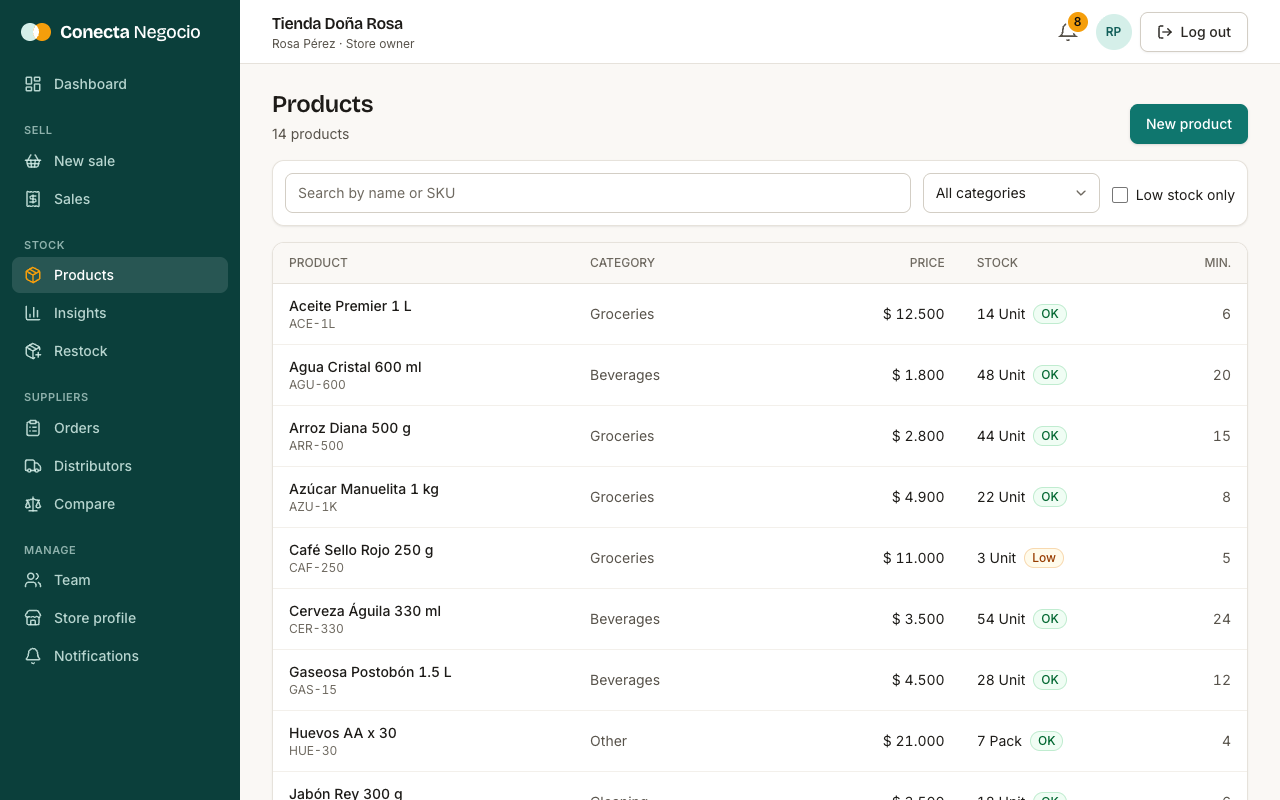 Conecta Negocio
Dashboard
SELL
New sale
Sales
STOCK
Products
Insights
Restock
SUPPLIERS
Orders
Distributors
Compare
MANAGE
Team
Store profile
Notifications
Tienda Doña Rosa
Rosa Pérez · Store owner
8
RP
Log out
Products
14 products
New product
Search by name or SKU
All categories
Low stock only
PRODUCT CATEGORY PRICE STOCK MIN.
Aceite Premier 1 L
ACE-1L
Groceries $ 12.500 14 Unit OK 6
Agua Cristal 600 ml
AGU-600
Beverages $ 1.800 48 Unit OK 20
Arroz Diana 500 g
ARR-500
Groceries $ 2.800 44 Unit OK 15
Azúcar Manuelita 1 kg
AZU-1K
Groceries $ 4.900 22 Unit OK 8
Café Sello Rojo 250 g
CAF-250
Groceries $ 11.000 3 Unit Low 5
Cerveza Águila 330 ml
CER-330
Beverages $ 3.500 54 Unit OK 24
Gaseosa Postobón 1.5 L
GAS-15
Beverages $ 4.500 28 Unit OK 12
Huevos AA x 30
HUE-30
Other $ 21.000 7 Pack OK 4
Jabón Rey 300 g